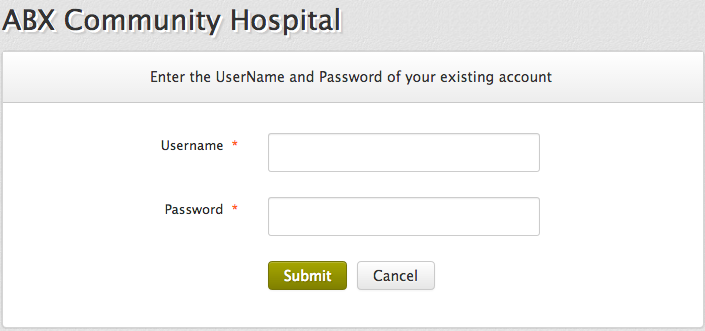 ABX Community Hospital
Enter the UserName and Password of your existing account
Username *
Password *
Submit Cancel